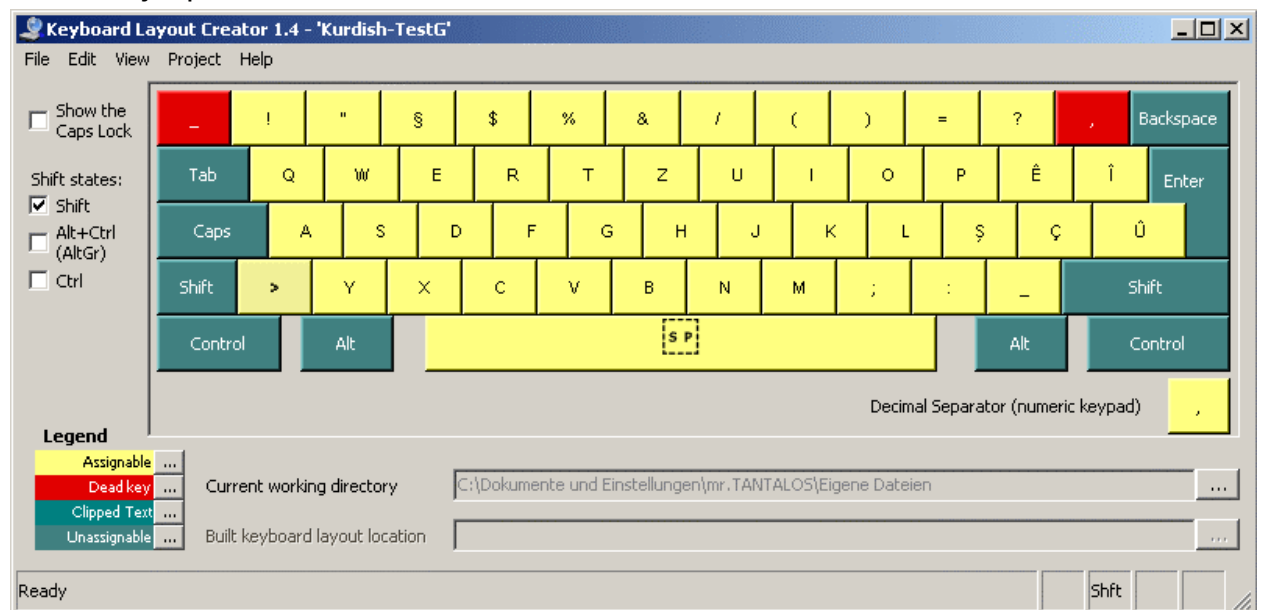 Keyboard Layout Creator 1.4 - 'Kurdish-TestG'
File Edit View Project Help
Show the
Caps Lock
_ ! " § $ % & / ( ) = ? , Backspace
Shift states:
Tab Q W E R T Z U I O P Ê Î Enter
Shift
Alt+Ctrl
(AltGr)
Caps A S D F G H J K L Ş Ç Û
Ctrl
Shift > Y X C V B N M ; : _ Shift
Control Alt SP Alt Control
Decimal Separator (numeric keypad) ,
Legend
Assignable ...
Dead key ...
Clipped Text ...
Unassignable ...
Current working directory C:\Dokumente und Einstellungen\mr.TANTALOS\Eigene Dateien ...
Built keyboard layout location ...
Ready Shft